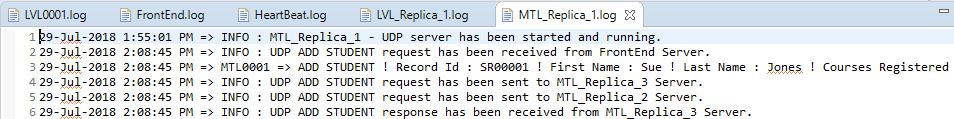 LVL0001.log FrontEnd.log HeartBeat.log LVL_Replica_1.log MTL_Replica_1.log
1 29-Jul-2018 1:55:01 PM => INFO : MTL_Replica_1 - UDP server has been started and running.
2 29-Jul-2018 2:08:45 PM => INFO : UDP ADD STUDENT request has been received from FrontEnd Server.
3 29-Jul-2018 2:08:45 PM => MTL0001 => ADD STUDENT ! Record Id : SR00001 ! First Name : Sue ! Last Name : Jones ! Courses Registered
4 29-Jul-2018 2:08:45 PM => INFO : UDP ADD STUDENT request has been sent to MTL_Replica_3 Server.
5 29-Jul-2018 2:08:45 PM => INFO : UDP ADD STUDENT request has been sent to MTL_Replica_2 Server.
6 29-Jul-2018 2:08:45 PM => INFO : UDP ADD STUDENT response has been received from MTL_Replica_3 Server.